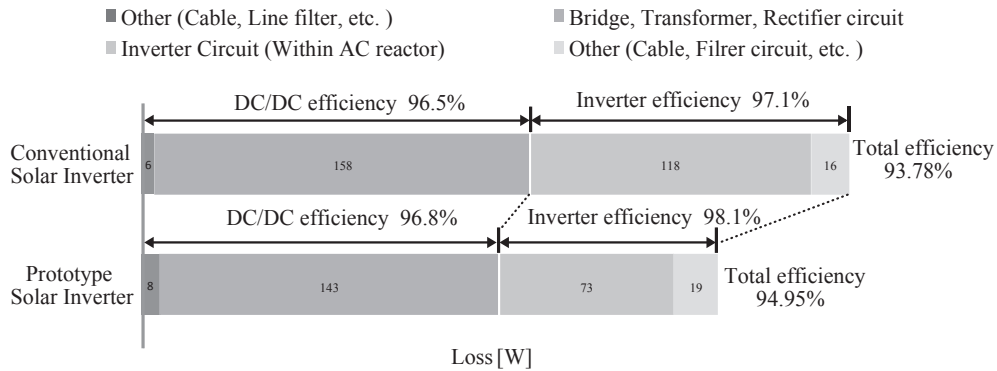 Other (Cable, Line filter, etc. )
Bridge, Transformer, Rectifier circuit
Inverter Circuit (Within AC reactor)
Other (Cable, Filrer circuit, etc. )
DC/DC efficiency 96.5%
Inverter efficiency 97.1%
Conventional
Solar Inverter
6
158
118
16
Total efficiency
93.78%
DC/DC efficiency 96.8%
Inverter efficiency 98.1%
Prototype
Solar Inverter
8
143
73
19
Total efficiency
94.95%
Loss [W]